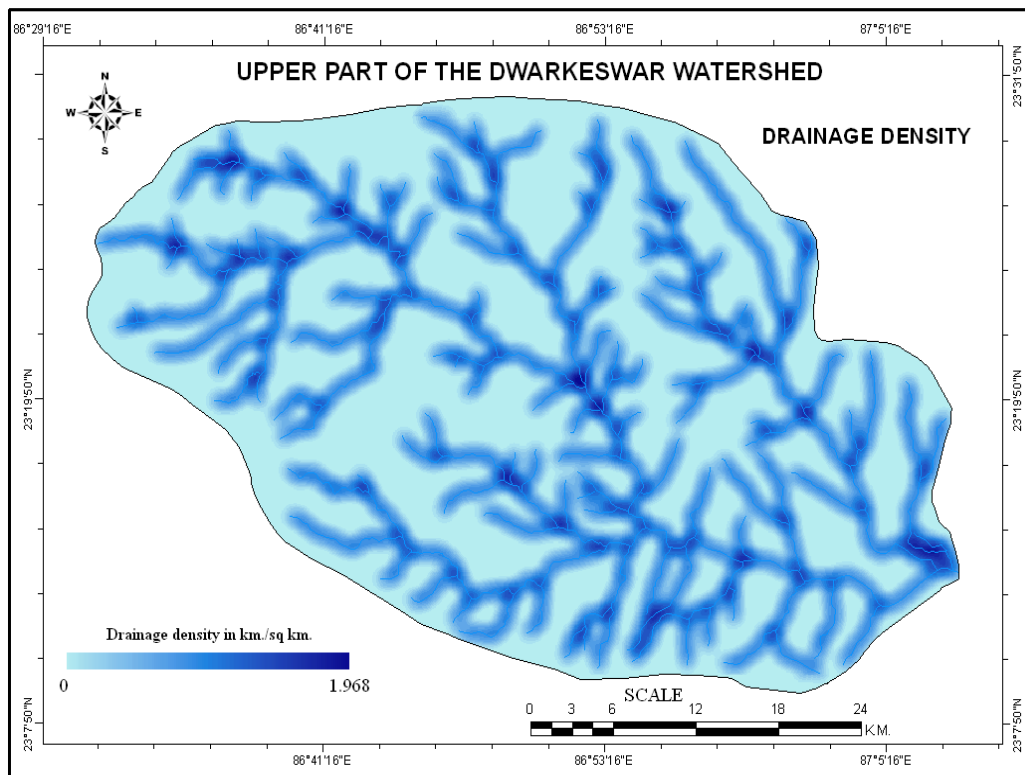 86°29'16"E 86°41'16"E 86°53'16"E 87°5'16"E
UPPER PART OF THE DWARKESWAR WATERSHED
23°31'50"N
N
W E
S
DRAINAGE DENSITY
23°19'50"N 23°19'50"N
Drainage density in km./sq km.
0 1.968
SCALE
0 3 6 12 18 24
K.M.
23°7'50"N 23°7'50"N
86°41'16"E 86°53'16"E 87°5'16"E